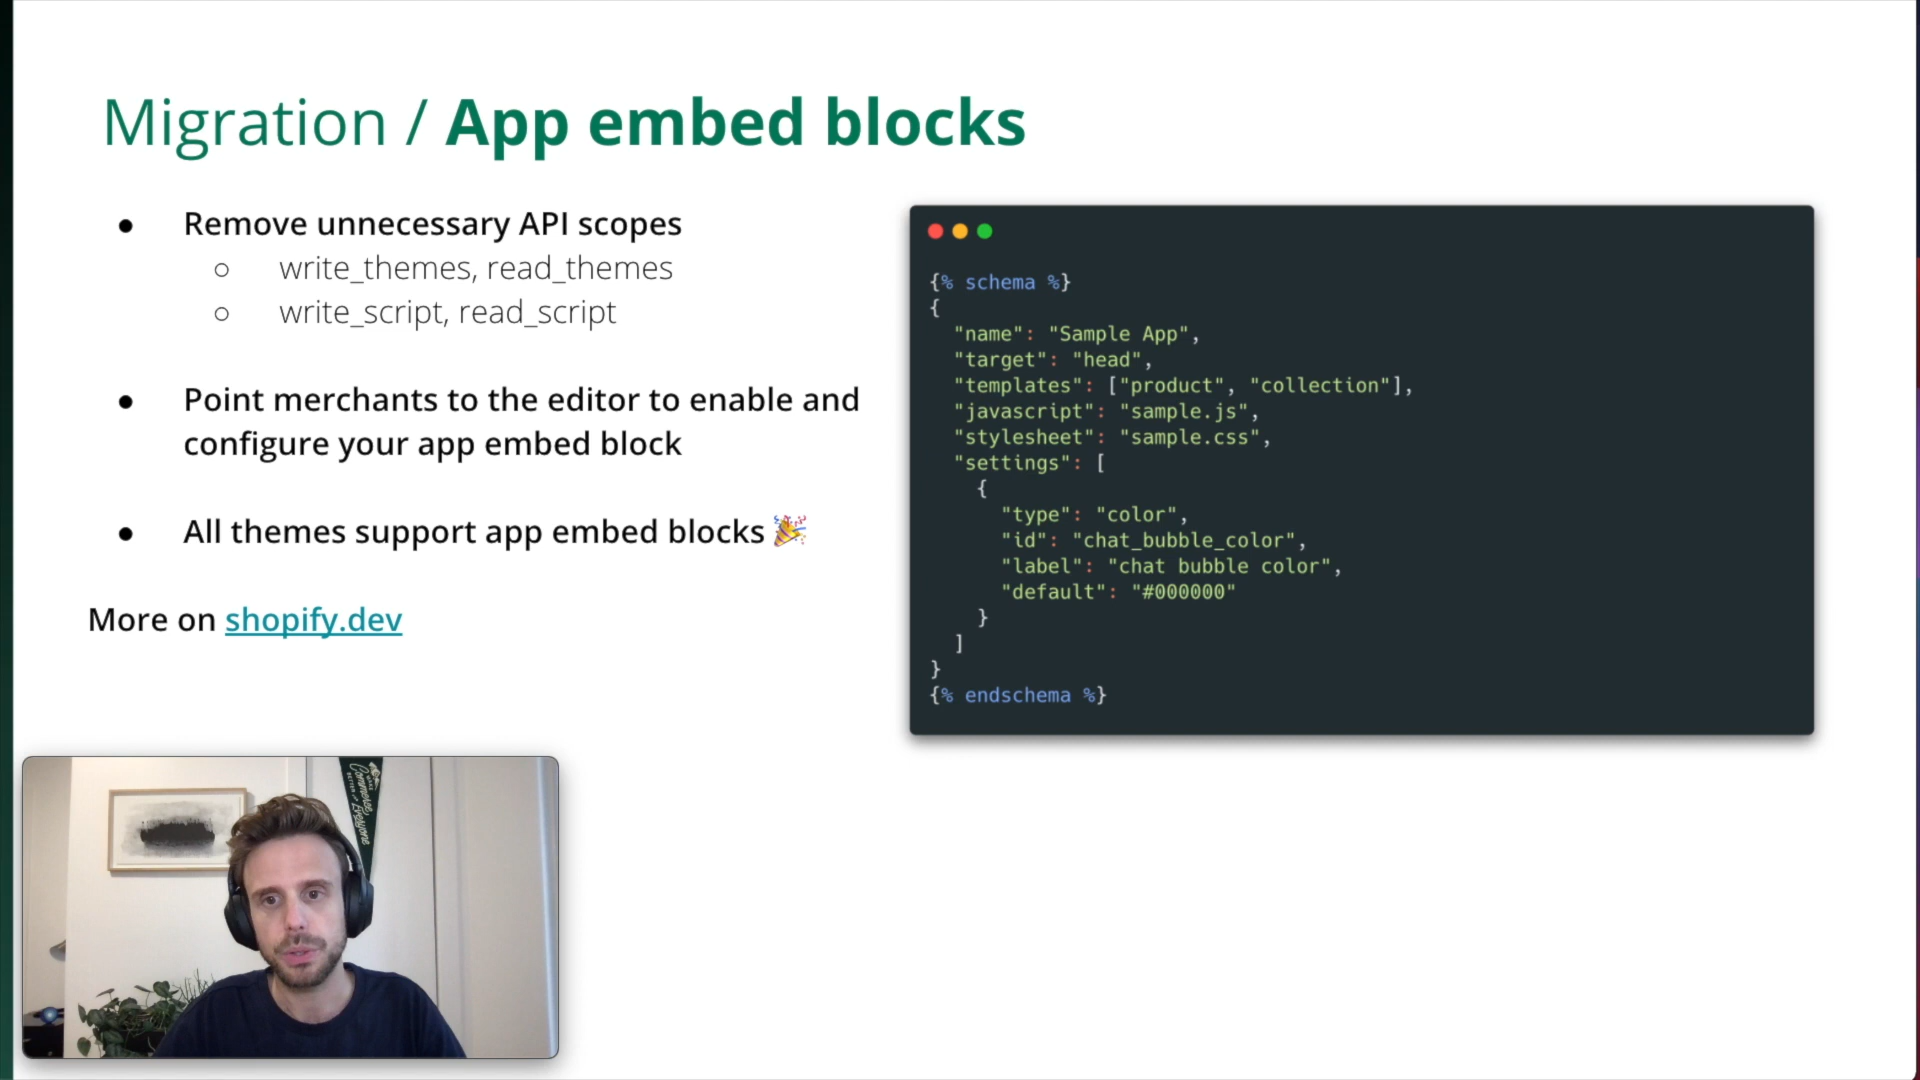 Migration / App embed blocks
● Remove unnecessary API scopes
○ write_themes, read_themes
○ write_script, read_script
● Point merchants to the editor to enable and
configure your app embed block
● All themes support app embed blocks 🎉
More on shopify.dev
{% schema %}
{
  "name": "Sample App",
  "target": "head",
  "templates": ["product", "collection"],
  "javascript": "sample.js",
  "stylesheet": "sample.css",
  "settings": [
    {
      "type": "color",
      "id": "chat_bubble_color",
      "label": "chat bubble color",
      "default": "#000000"
    }
  ]
}
{% endschema %}
Commerce
Everyone